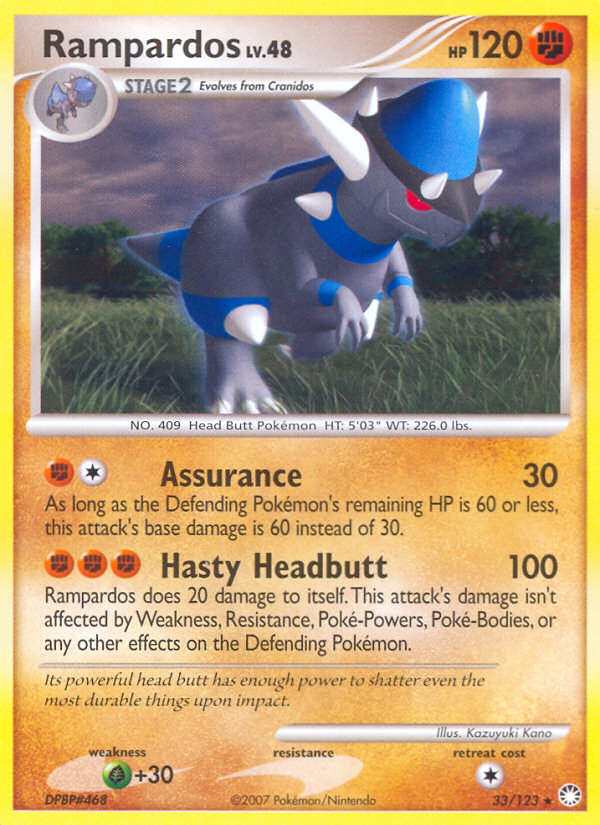 Rampardos LV.48 HP 120
STAGE2 Evolves from Cranidos
NO. 409 Head Butt Pokémon HT: 5'03" WT: 226.0 lbs.
Assurance 30
As long as the Defending Pokémon's remaining HP is 60 or less,
this attack's base damage is 60 instead of 30.
Hasty Headbutt 100
Rampardos does 20 damage to itself. This attack's damage isn't
affected by Weakness, Resistance, Poké-Powers, Poké-Bodies, or
any other effects on the Defending Pokémon.
Its powerful head butt has enough power to shatter even the
most durable things upon impact.
Illus. Kazuyuki Kano
weakness resistance retreat cost
+30
DPBP#468 ©2007 Pokémon/Nintendo 33/123 ★